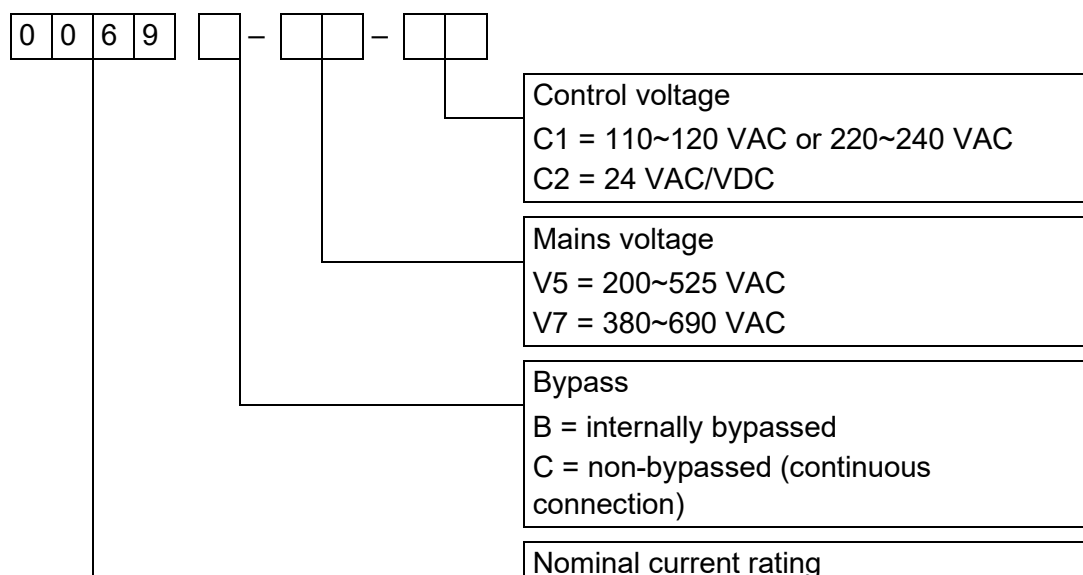 0 0 6 9 – –
Control voltage
C1 = 110~120 VAC or 220~240 VAC
C2 = 24 VAC/VDC
Mains voltage
V5 = 200~525 VAC
V7 = 380~690 VAC
Bypass
B = internally bypassed
C = non-bypassed (continuous
connection)
Nominal current rating